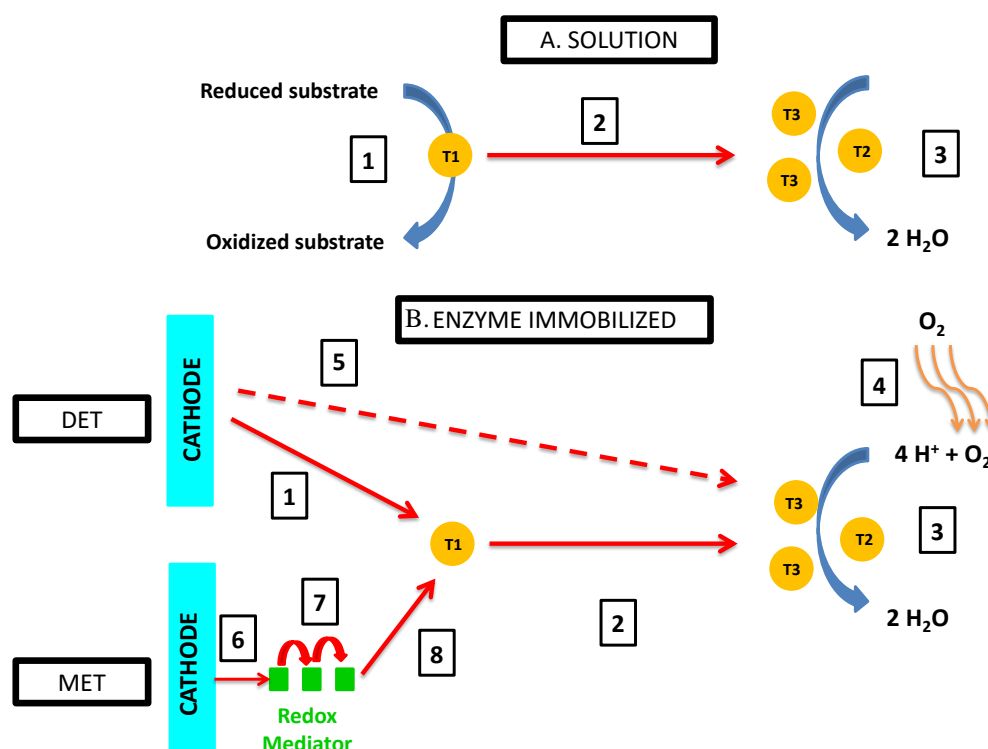 A. SOLUTION
Reduced substrate
1
T1
2
T3
T3
T2
3
Oxidized substrate
2 H₂O
B. ENZYME IMMOBILIZED
DET
CATHODE
5
1
O₂
4
4 H⁺ + O₂
T1
T3
T3
T2
3
2
2 H₂O
MET
CATHODE
6
7
8
Redox
Mediator